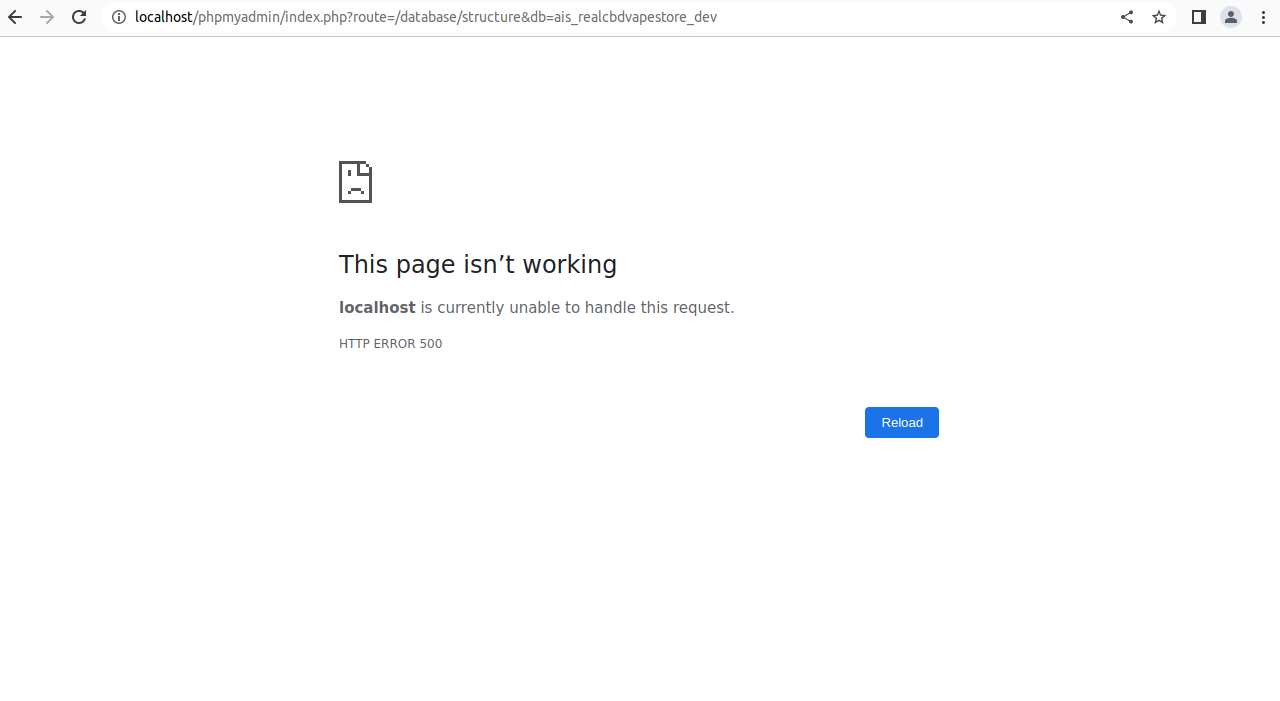 localhost/phpmyadmin/index.php?route=/database/structure&db=ais_realcbdvapestore_dev
This page isn’t working
localhost is currently unable to handle this request.
HTTP ERROR 500
Reload